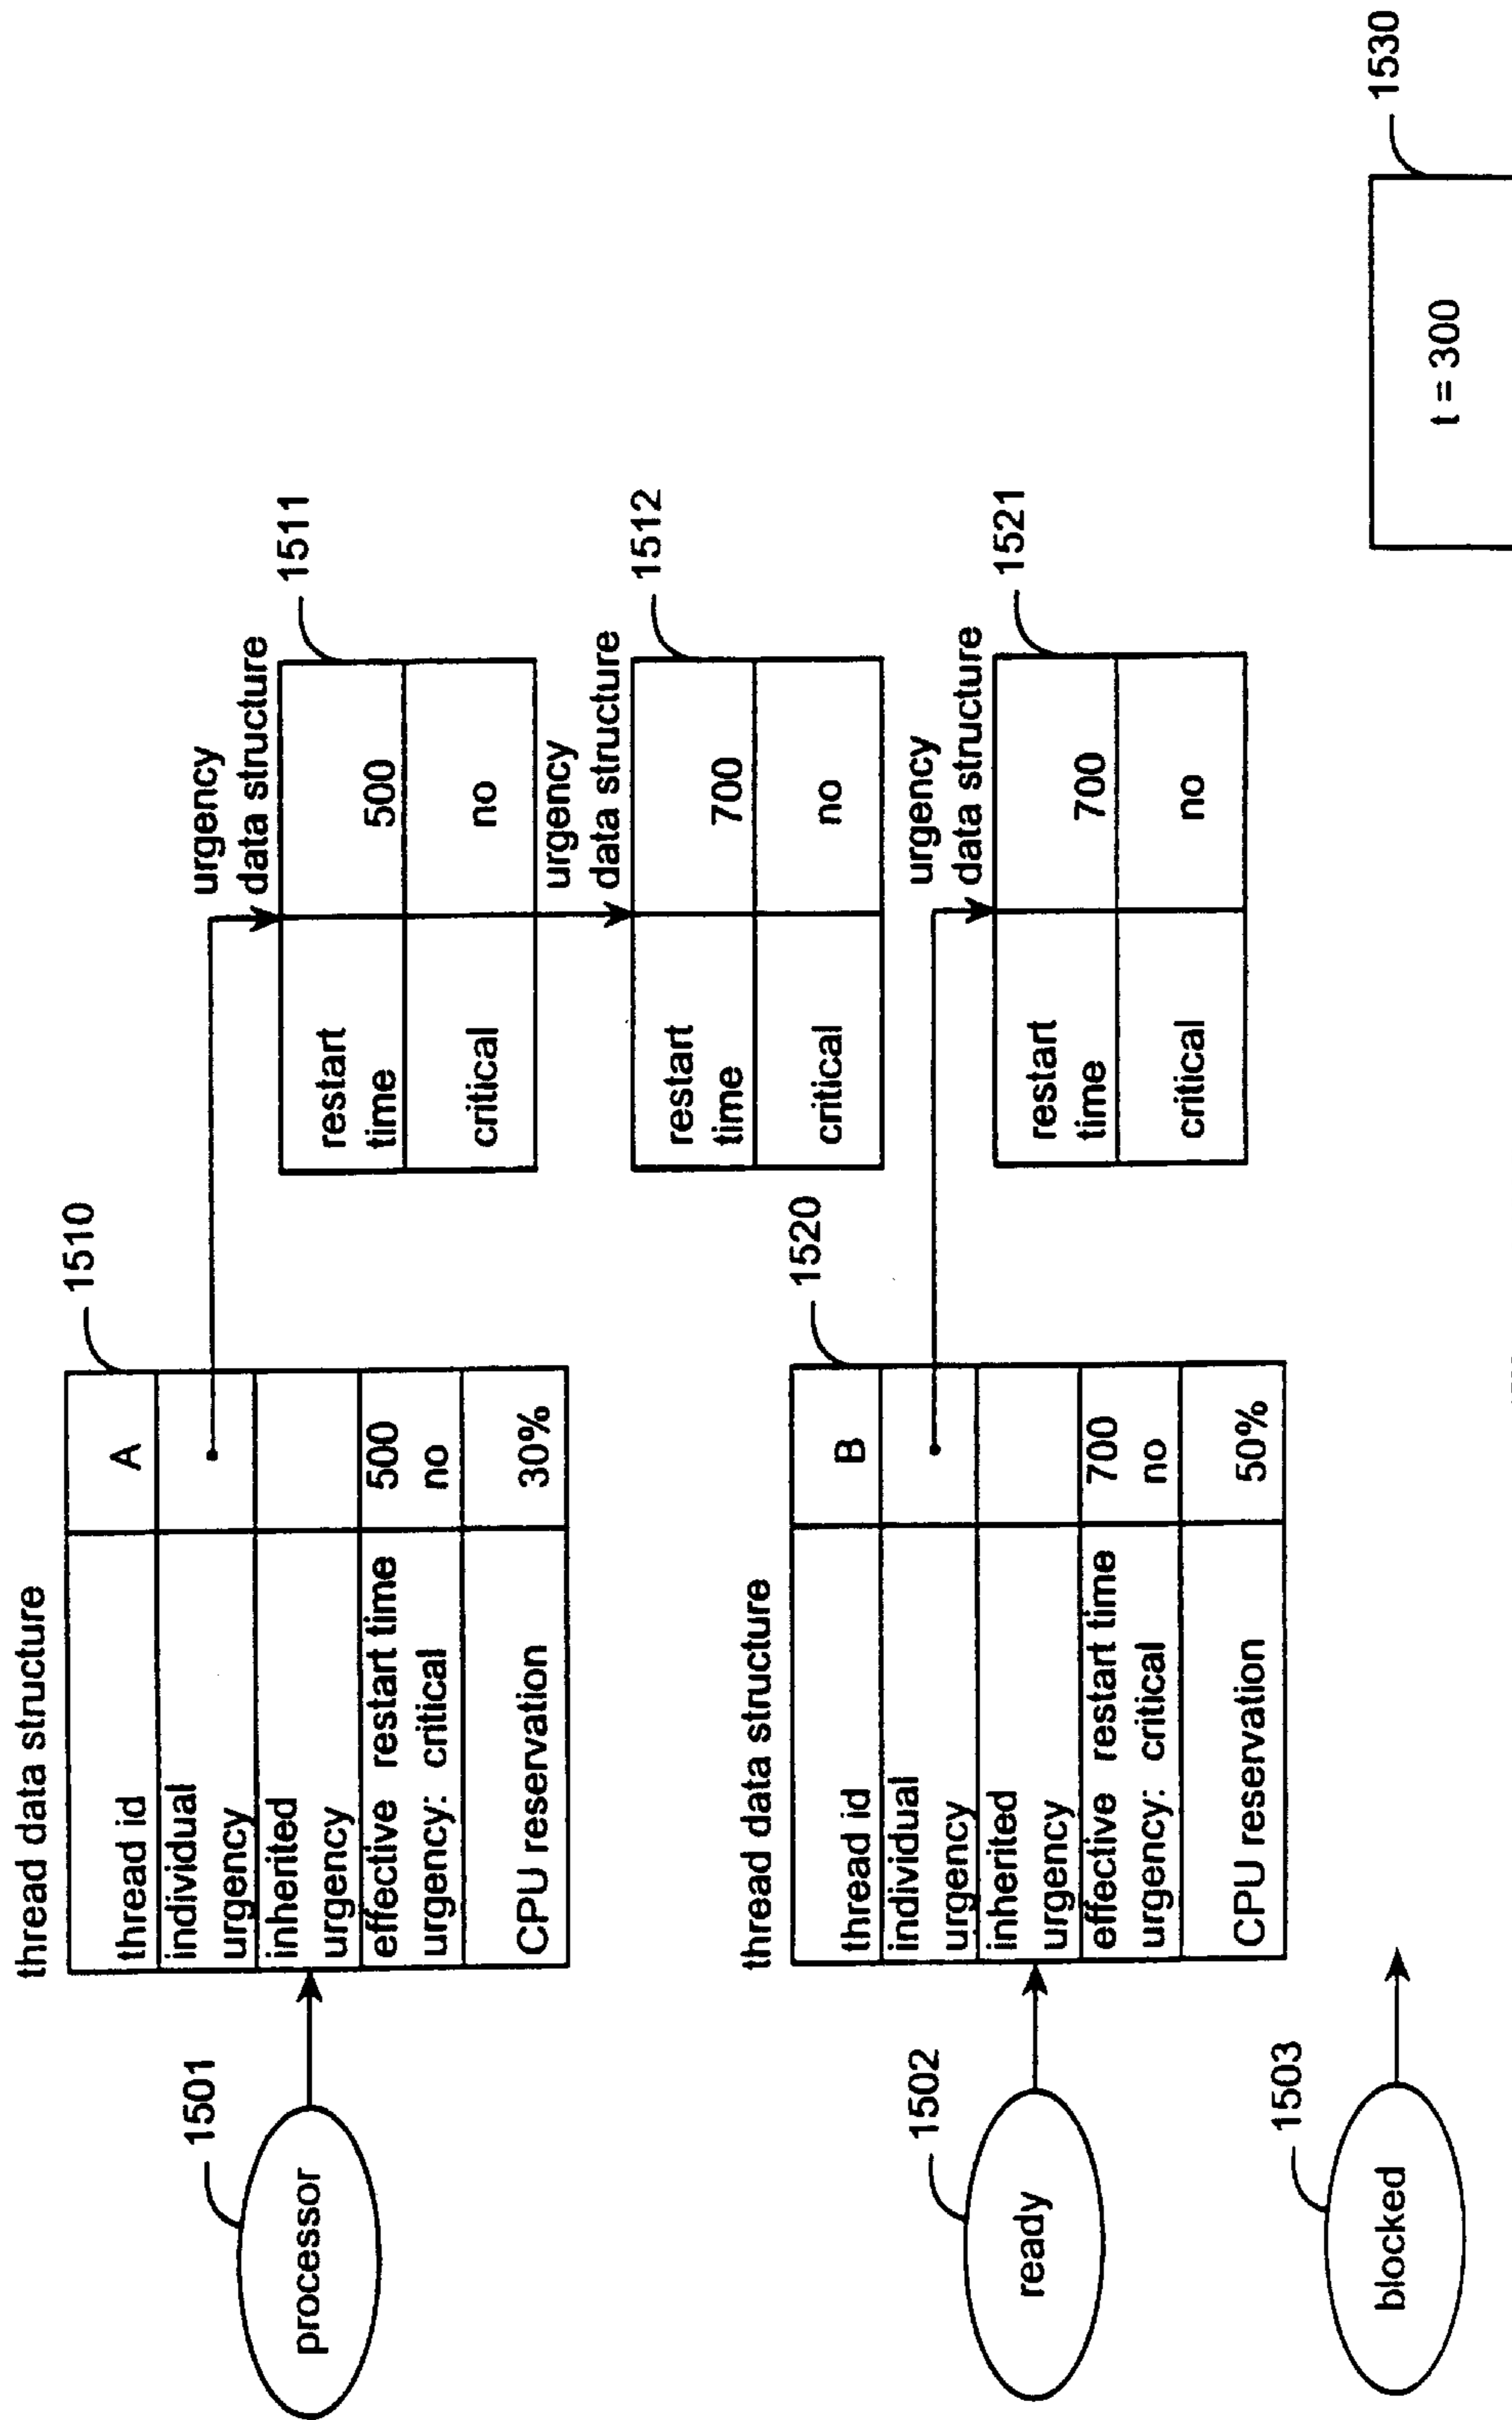 thread data structure
1510
1501
processor
thread id A
individual
urgency
inherited
urgency
effective restart time 500
urgency: critical no
CPU reservation 30%
urgency
data structure
1511
restart
time 500
critical no
urgency
data structure
1512
restart
time 700
critical no
thread data structure
1520
1502
ready
thread id B
individual
urgency
inherited
urgency
effective restart time 700
urgency: critical no
CPU reservation 50%
urgency
data structure
1521
restart
time 700
critical no
1503
blocked
1530
t = 300